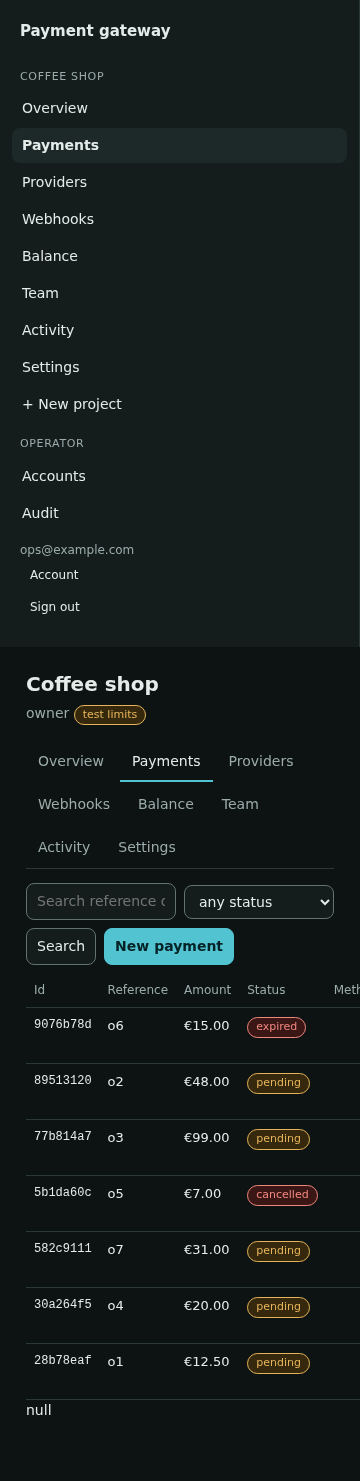 Payment gateway
COFFEE SHOP
Overview
Payments
Providers
Webhooks
Balance
Team
Activity
Settings
+ New project
OPERATOR
Accounts
Audit
ops@example.com
Account
Sign out
Coffee shop
owner test limits
Overview Payments Providers
Webhooks Balance Team
Activity Settings
Search reference any status
Search New payment
Id Reference Amount Status
9076b78d o6 €15.00 expired
89513120 o2 €48.00 pending
77b814a7 o3 €99.00 pending
5b1da60c o5 €7.00 cancelled
582c9111 o7 €31.00 pending
30a264f5 o4 €20.00 pending
28b78eaf o1 €12.50 pending
null